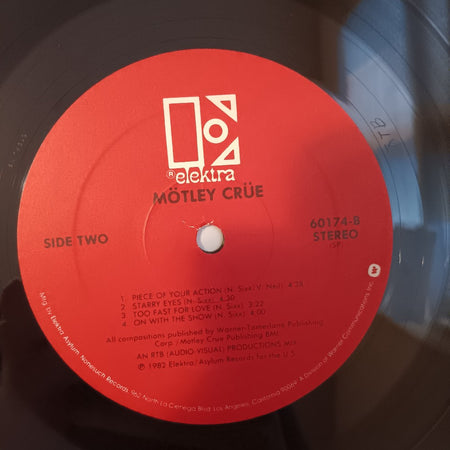 ® elektra
MÖTLEY CRÜE
SIDE TWO
60174-B
STEREO
(SP)
1. PIECE OF YOUR ACTION (N. Sixx/V. Neil) 4:38
2. STARRY EYES (N. Sixx) 4:30
3. TOO FAST FOR LOVE (N. Sixx) 3:22
4. ON WITH THE SHOW (N. Sixx) 4:00
All compositions published by Warner-Tamerlane Publishing
Corp./Mötley Crue Publishing BMI
AN RTB (AUDIO-VISUAL) PRODUCTIONS MIX
℗ 1982 Elektra/Asylum Records for the U.S.
Mfg. by Elektra/Asylum/Nonesuch Records, 962 North La Cienega Blvd. Los Angeles, California 90069. A Division of Warner Communications Inc.
RTB